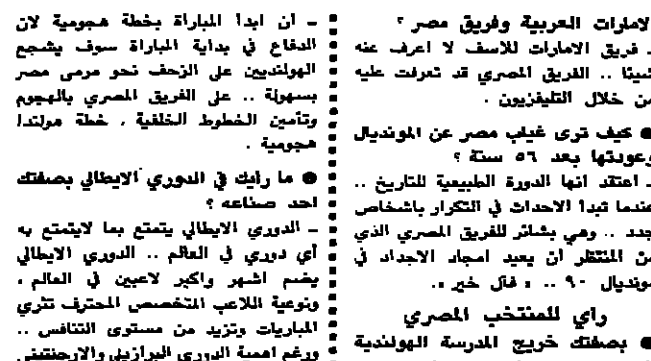 الامارات العربية وفريق مصر ؟
ـ فريق الامارات للاسف لا اعرف عنه
شيئا .. الفريق المصري قد تعرفت عليه
من خلال التليفزيون .
● كيف ترى غياب مصر عن المونديال
وعودتها بعد ٥٦ سنة ؟
ـ اعتقد انها الدورة الطبيعية للتاريخ ..
عندما تبدأ الاحداث في التكرار باشخاص
جدد .. وهي بشائر للفريق المصري الذي
من المنتظر ان يعيد امجاد الاجداد في
مونديال ٩٠ .. « فأل خير ».
رأي للمنتخب المصري
● بصفتك خريج المدرسة الهولندية
ـ أن ابدأ المباراة بخطة هجومية لان
الدفاع في بداية المباراة سوف يشجع
الهولنديين على الزحف نحو مرمى مصر
بسهولة .. على الفريق المصري بالهجوم
وتأمين الخطوط الخلفية ، خطة هولندا
هجومية .
● ما رايك في الدوري الايطالي بصفتك
احد صناعه ؟
ـ الدوري الايطالي يتمتع بما لايتمتع به
أي دوري في العالم .. الدوري الايطالي
يضم اشهر واكبر لاعبين في العالم ،
ونوعية اللاعب المتخصص المحترف تثري
المباريات وتزيد من مستوى التنافس ..
ورغم اهمية الدوري البرازيلي والارجنتيني